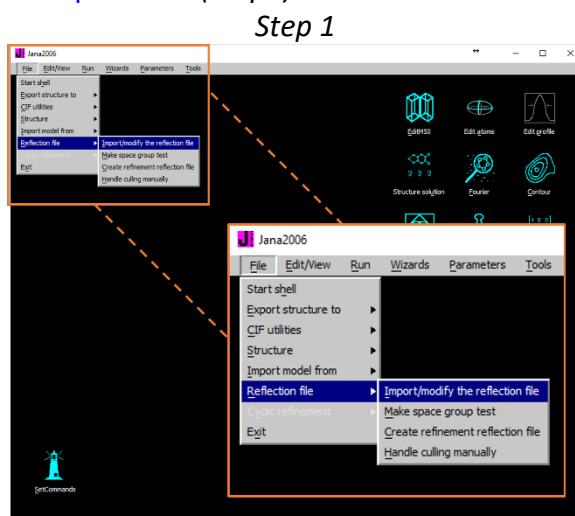 Step 1
Jana2006
File Edit/View Run Wizards Parameters Tools
Start shell
Export structure to
CIF utilities
Structure
Import model from
Reflection file
Import/modify the reflection file
Make space group test
Cyclic refinement
Create refinement reflection file
Exit
Handle culling manually
EditM50
Edit atoms
Edit profile
Structure solution
Fourier
Contour
Jana2006
File Edit/View Run Wizards Parameters Tools
Start shell
Export structure to
CIF utilities
Structure
Import model from
Reflection file
Import/modify the reflection file
Make space group test
Cyclic refinement
Create refinement reflection file
Exit
Handle culling manually
SetCommands